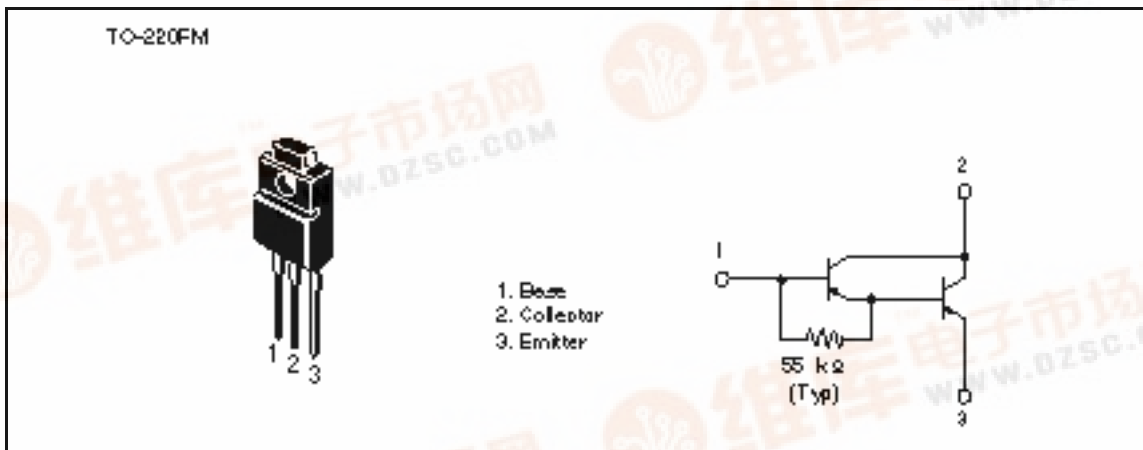 TO-220FM
1. Base
2. Collector
3. Emitter
1
2
3
1
2
3
55 kΩ
(Typ)
维库电子市场网
WWW.DZSC.COM